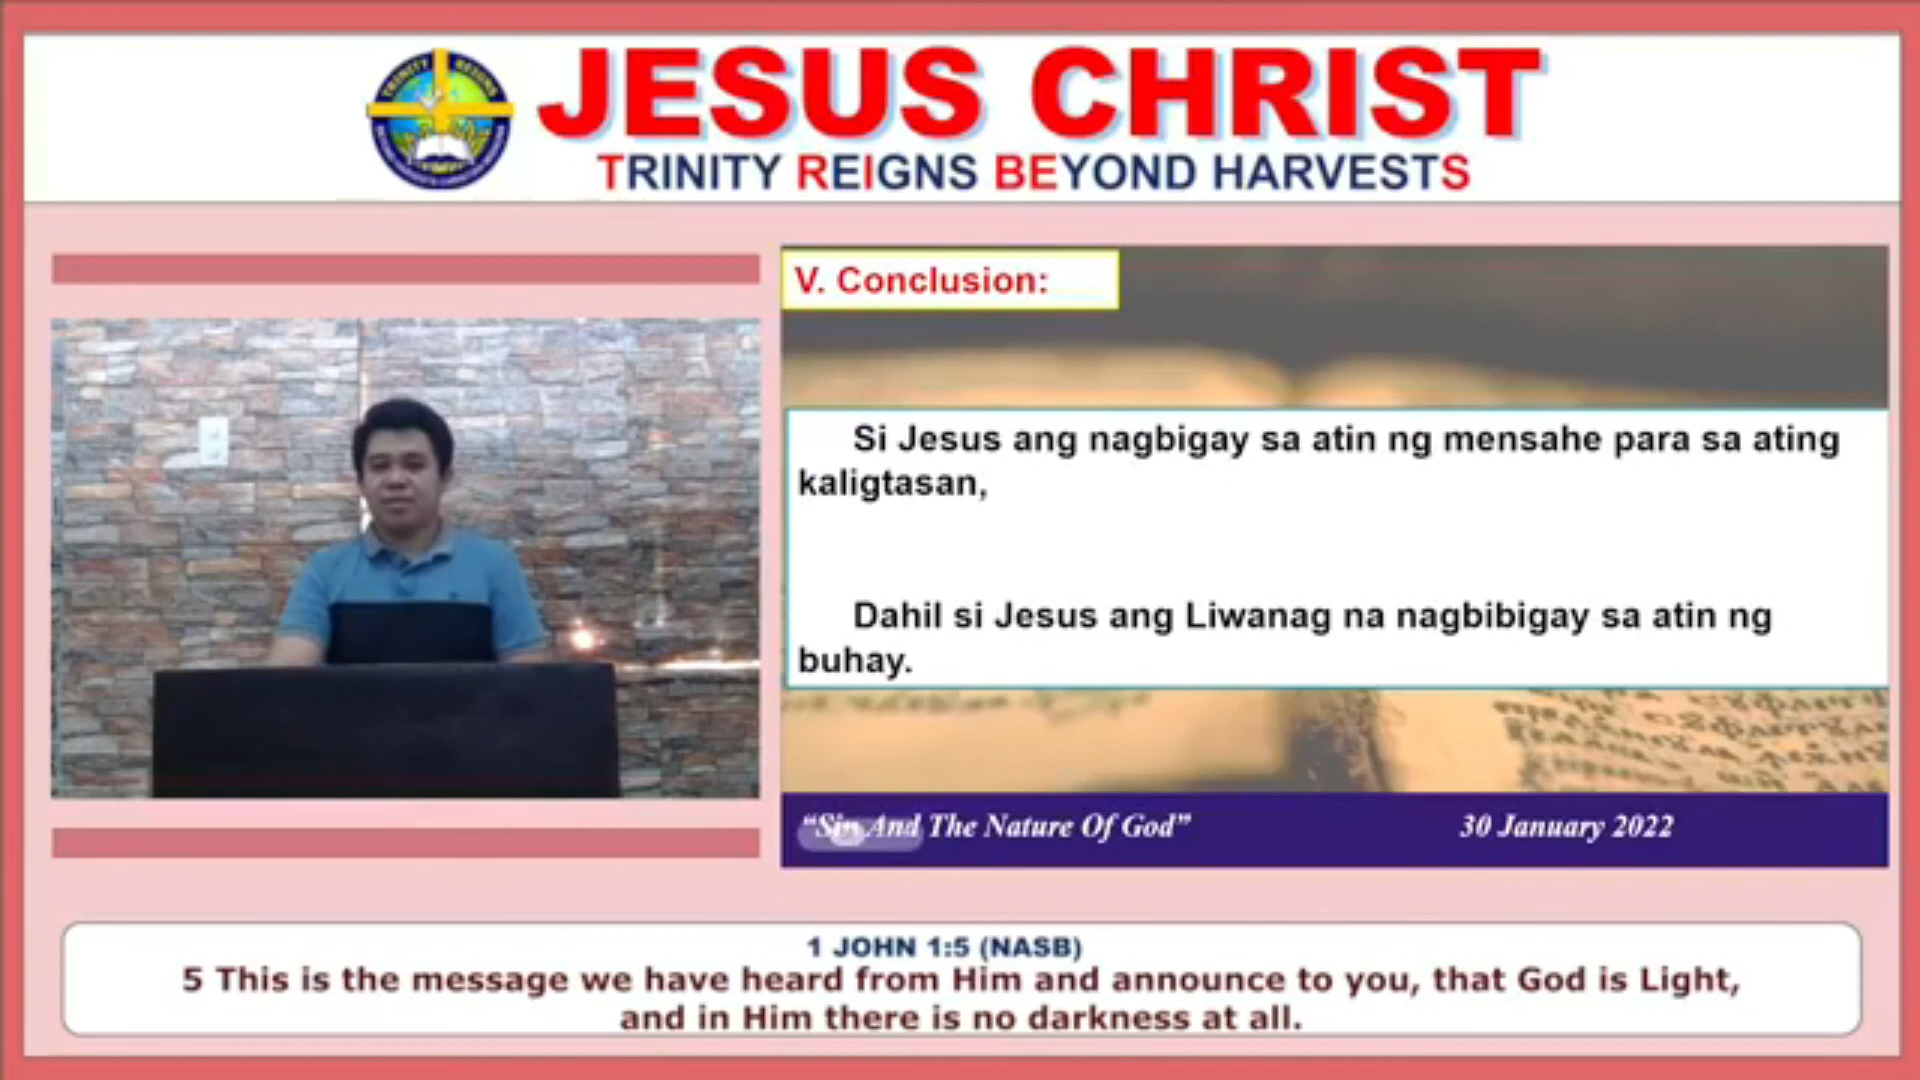 TRINITY REIGNS
JESUS CHRIST
TRINITY REIGNS BEYOND HARVESTS
V. Conclusion:
Si Jesus ang nagbigay sa atin ng mensahe para sa ating
kaligtasan,
Dahil si Jesus ang Liwanag na nagbibigay sa atin ng
buhay.
“Sin And The Nature Of God”
30 January 2022
1 JOHN 1:5 (NASB)
5 This is the message we have heard from Him and announce to you, that God is Light,
and in Him there is no darkness at all.